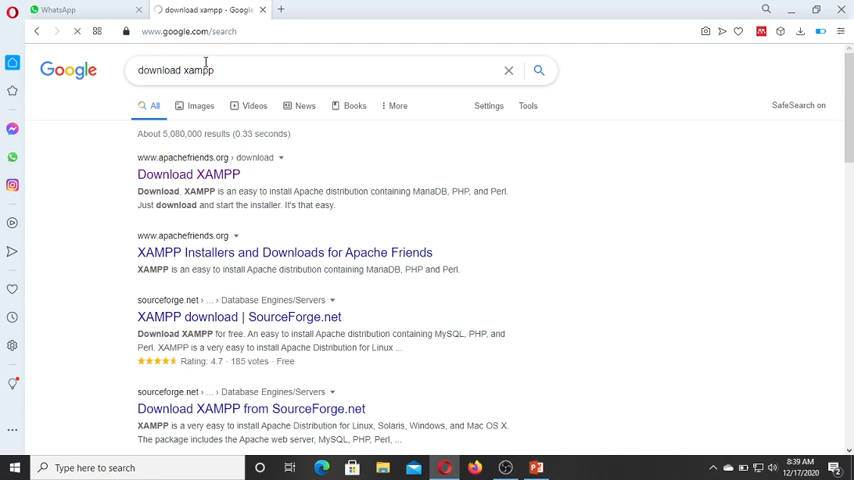 WhatsApp
download xampp - Google
www.google.com/search
Google
download xampp
All Images Videos News Books More Settings Tools SafeSearch on
About 5,080,000 results (0.33 seconds)
www.apachefriends.org › download
Download XAMPP
Download. XAMPP is an easy to install Apache distribution containing MariaDB, PHP, and Perl.
Just download and start the installer. It's that easy.
www.apachefriends.org
XAMPP Installers and Downloads for Apache Friends
XAMPP is an easy to install Apache distribution containing MariaDB, PHP and Perl.
sourceforge.net › ... › Database Engines/Servers
XAMPP download | SourceForge.net
Download XAMPP for free. An easy to install Apache distribution containing MySQL, PHP, and
Perl. XAMPP is a very easy to install Apache Distribution for Linux ...
Rating: 4.7 · 185 votes · Free
sourceforge.net › ... › Database Engines/Servers
Download XAMPP from SourceForge.net
XAMPP is a very easy to install Apache Distribution for Linux, Solaris, Windows, and Mac OS X.
The package includes the Apache web server, MySQL, PHP, Perl, ...
Type here to search
8:39 AM
12/17/2020